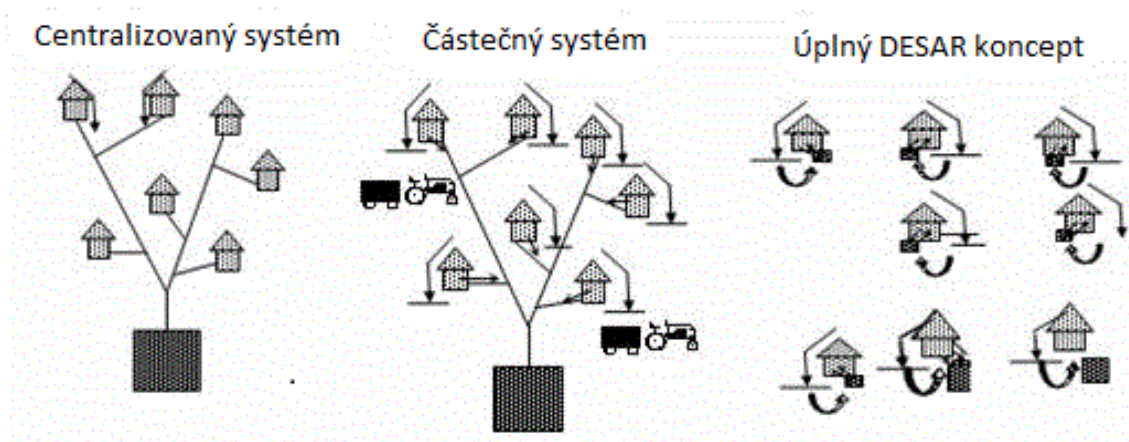 Centralizovaný systém
Částečný systém
Úplný DESAR koncept